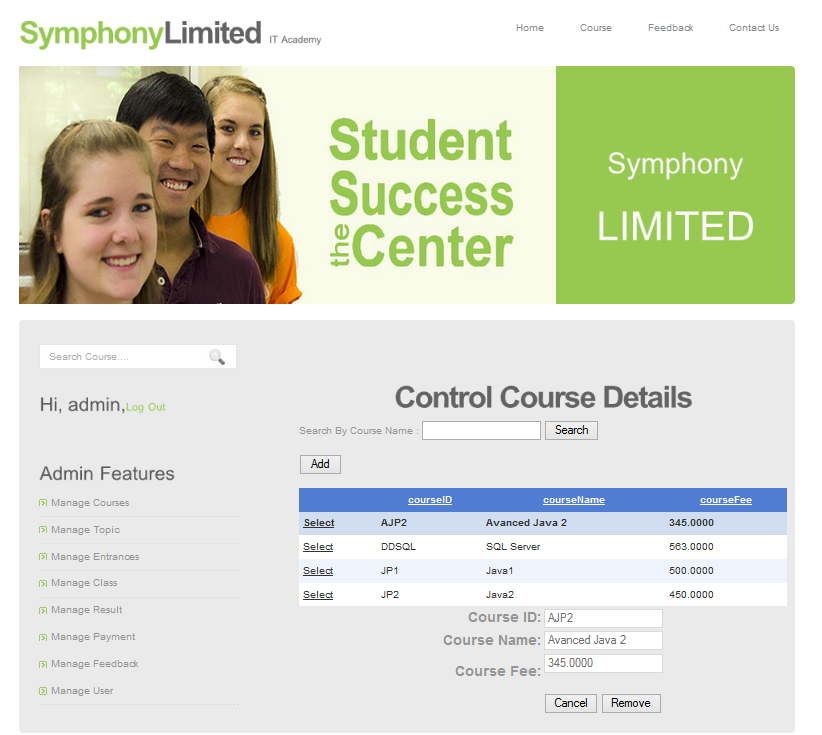 SymphonyLimited IT Academy
Home Course Feedback Contact Us
Student
Success
the Center
Symphony
LIMITED
Search Course....
Hi, admin,Log Out
Admin Features
Manage Courses
Manage Topic
Manage Entrances
Manage Class
Manage Result
Manage Payment
Manage Feedback
Manage User
Control Course Details
Search By Course Name : Search
Add
courseID courseName courseFee
Select AJP2 Avanced Java 2 345.0000
Select DDSQL SQL Server 563.0000
Select JP1 Java1 500.0000
Select JP2 Java2 450.0000
Course ID: AJP2
Course Name: Avanced Java 2
Course Fee: 345.0000
Cancel Remove